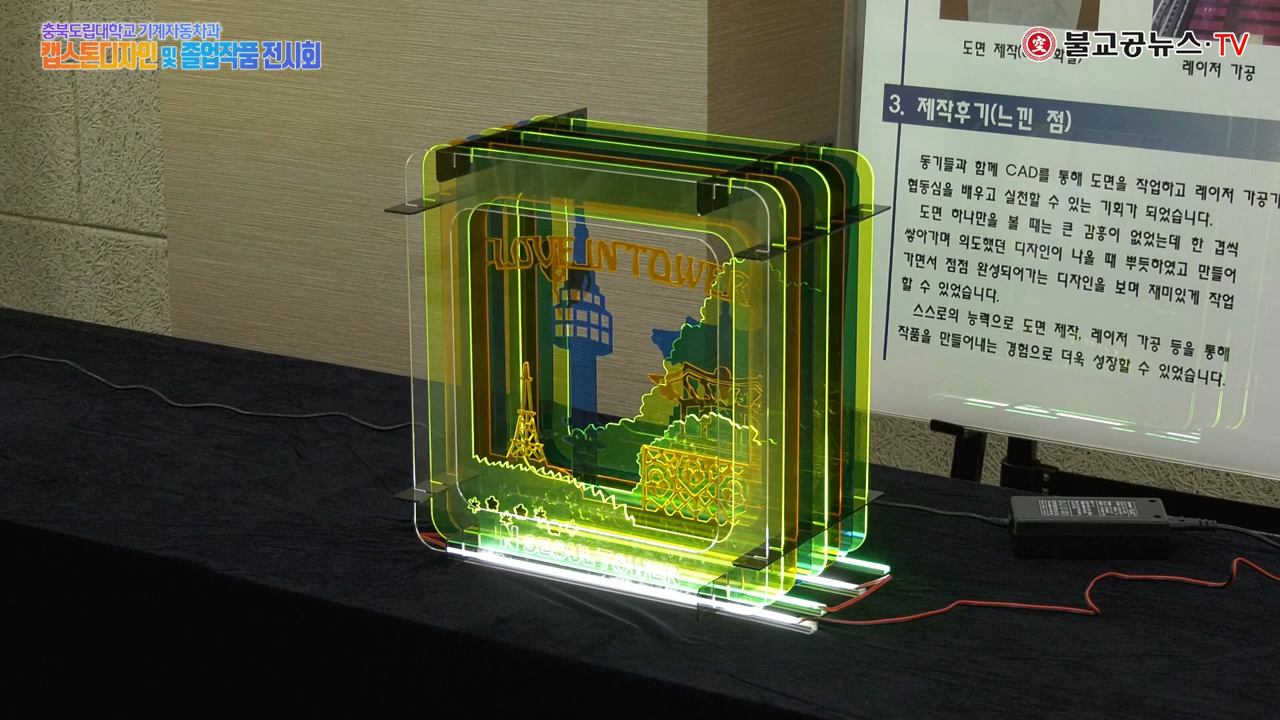 충북도립대학교 기계자동차과
캡스톤디자인 및 졸업작품 전시회
空 불교공뉴스·TV
도면 제작
레이저 가공
3. 제작후기(느낀 점)
동기들과 함께 CAD를 통해 도면을 작업하고 레이저 가공기
협동심을 배우고 실천할 수 있는 기회가 되었습니다.
도면 하나만을 볼 때는 큰 감흥이 없었는데 한 겹씩
쌓아가며 의도했던 디자인이 나올 때 뿌듯하였고 만들어
가면서 점점 완성되어가는 디자인을 보며 재미있게 작업
할 수 있었습니다.
스스로의 능력으로 도면 제작, 레이저 가공 등을 통해
작품을 만들어내는 경험으로 더욱 성장할 수 있었습니다.
LOVE IN TOWER
N SEOUL TOWER